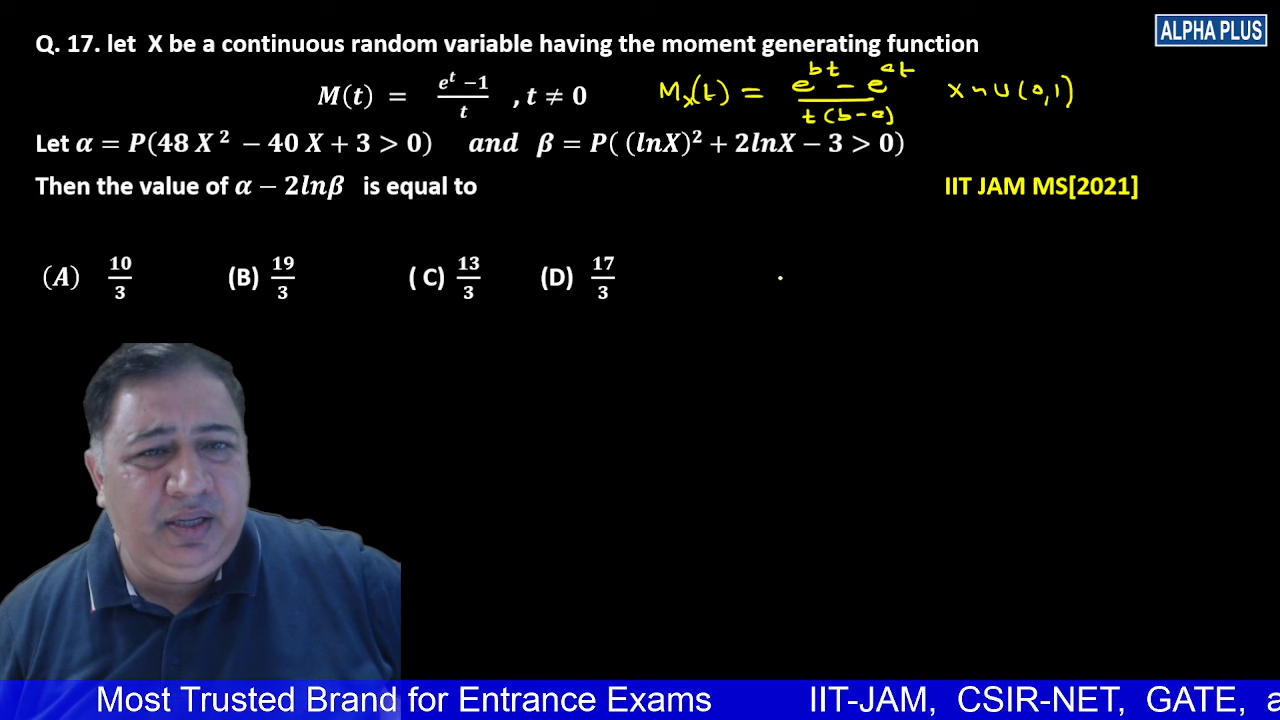 ALPHA PLUS
Q. 17. let X be a continuous random variable having the moment generating function
M(t) = (e^t −1)/t , t ≠ 0 Mₓ(t) = (e^{bt} − e^{at})/(t(b−a)) X ~ U(0,1)
Let α = P(48 X² − 40 X + 3 > 0) and β = P( (lnX)² + 2lnX − 3 > 0)
Then the value of α − 2lnβ is equal to IIT JAM MS[2021]
(A) 10/3 (B) 19/3 ( C) 13/3 (D) 17/3
Most Trusted Brand for Entrance Exams IIT-JAM, CSIR-NET, GATE, a